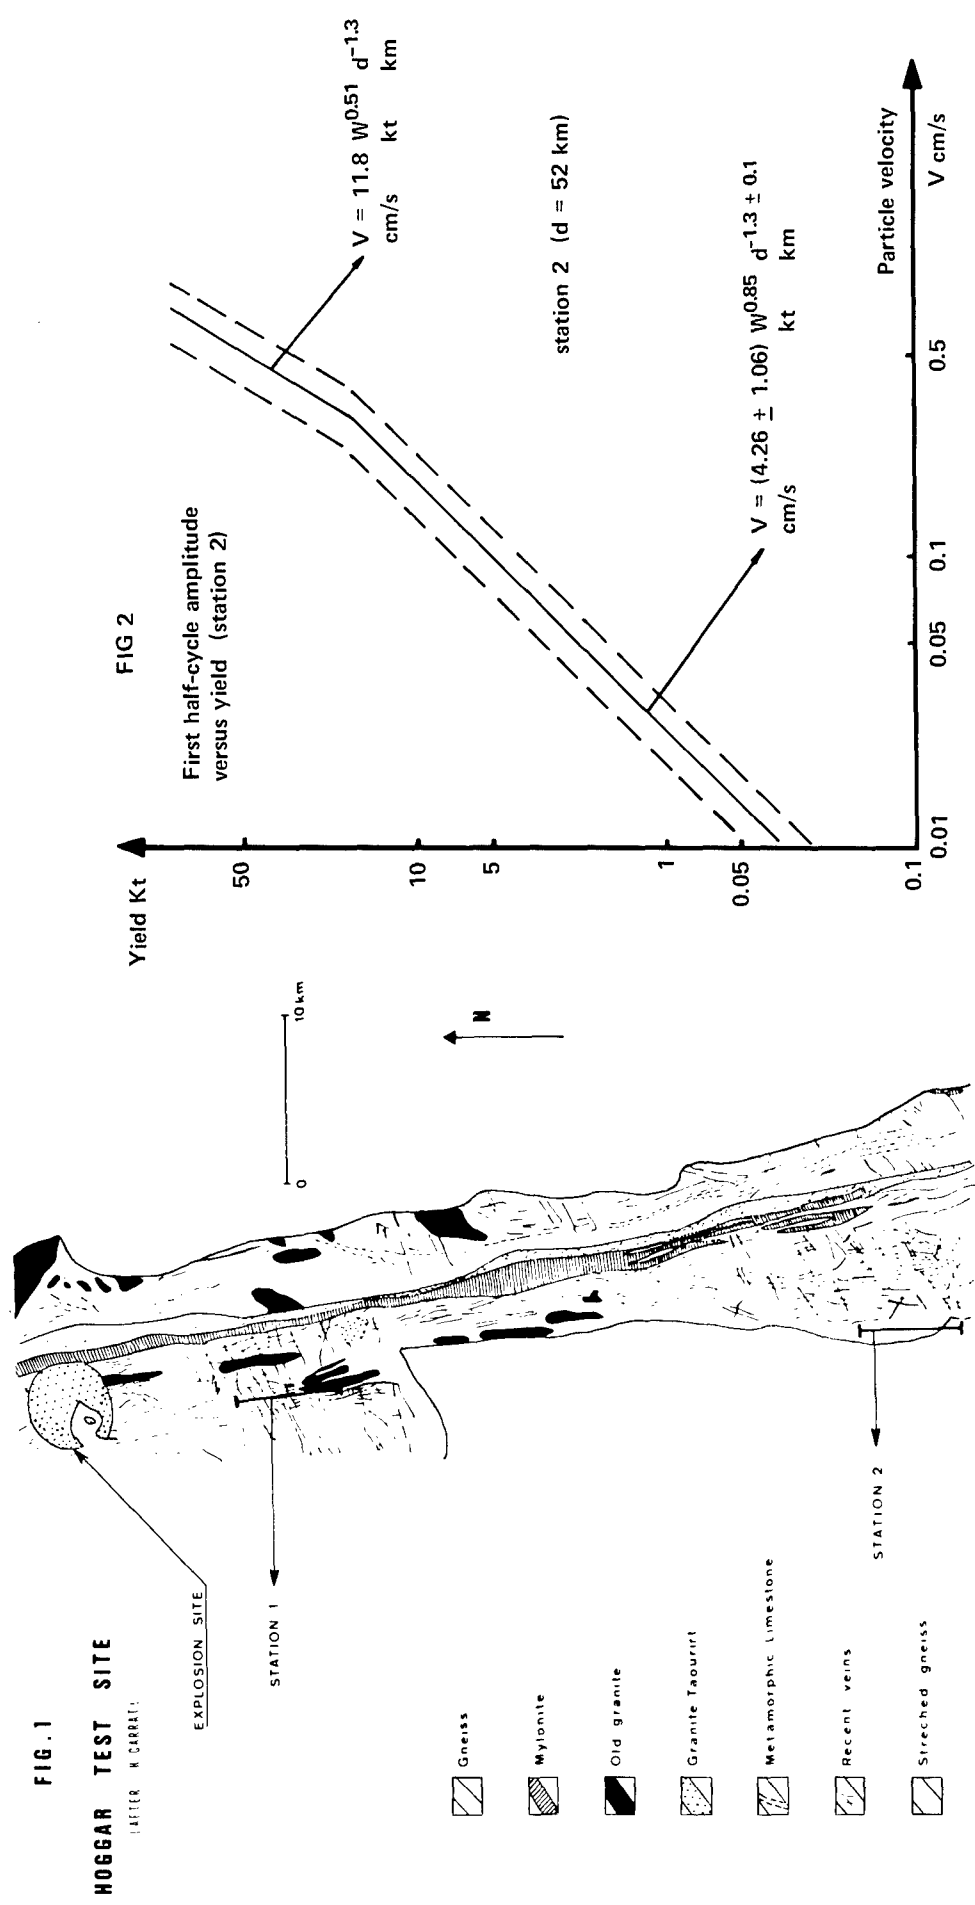 FIG.1
HOGGAR TEST SITE
EXPLOSION SITE
STATION 1
STATION 2
Gneiss
Mylonite
Old granite
Granite Taourirt
Metamorphic Limestone
Recent veins
Streched gneiss
0
10 km
N
FIG 2
First half-cycle amplitude
versus yield (station 2)
Yield Kt
50
10
5
1
0.05
0.1
0.01
0.05
0.1
0.5
Particle velocity
V cm/s
V = 11.8 W^0.51 d^-1.3
cm/s kt km
station 2 (d = 52 km)
V = (4.26 ± 1.06) W^0.85 d^-1.3 ± 0.1
cm/s kt km